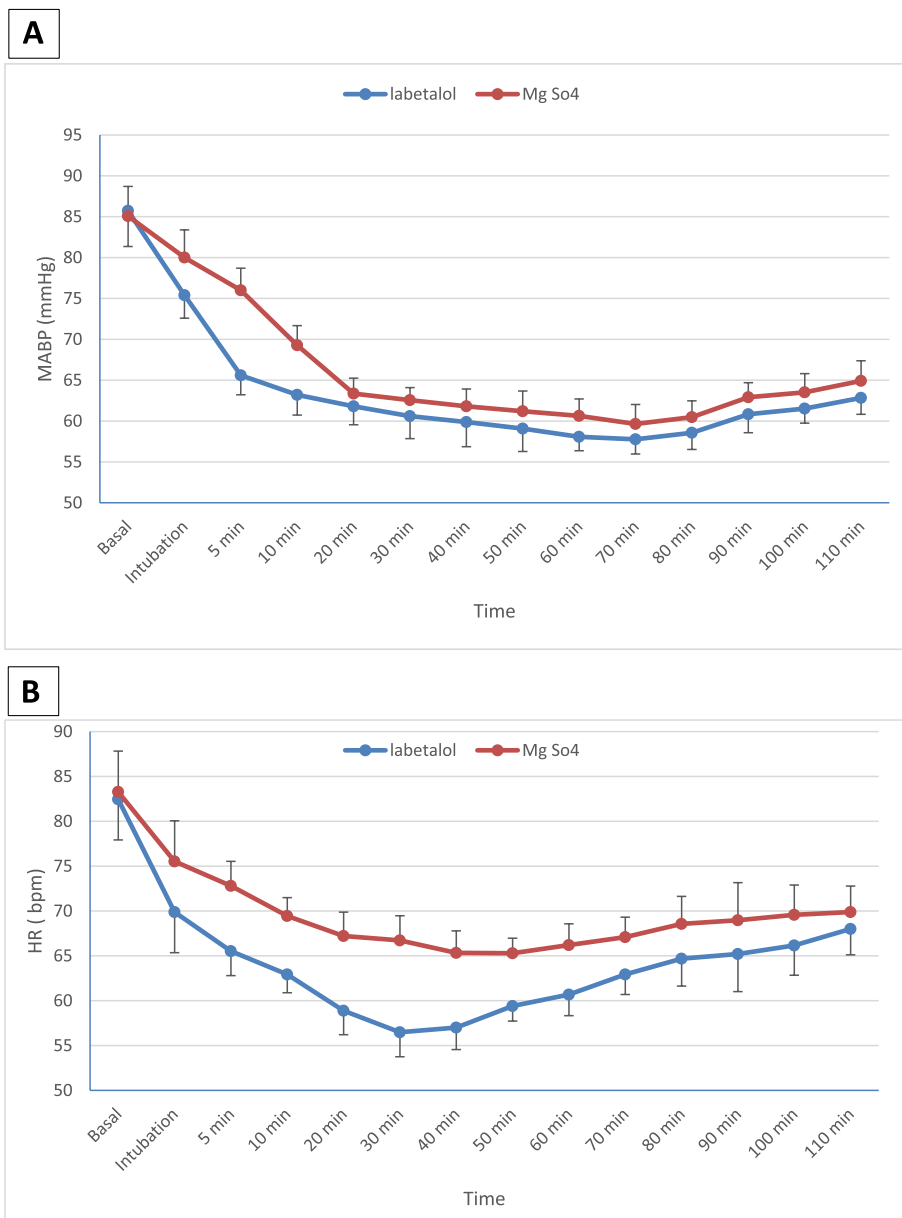 A
labetalol Mg So4
95
90
85
80
75
70
65
60
55
50
MABP (mmHg)
Basal
Intubation
5 min
10 min
20 min
30 min
40 min
50 min
60 min
70 min
80 min
90 min
100 min
110 min
Time
B
labetalol Mg So4
90
85
80
75
70
65
60
55
50
HR ( bpm)
Basal
Intubation
5 min
10 min
20 min
30 min
40 min
50 min
60 min
70 min
80 min
90 min
100 min
110 min
Time